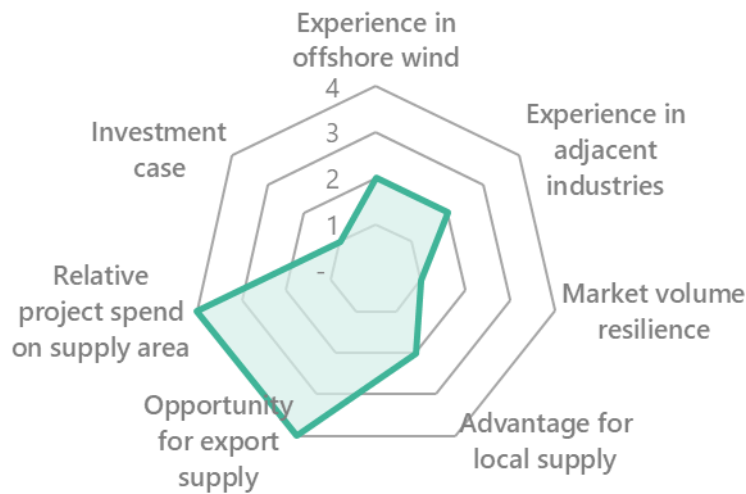 Experience in
offshore wind
4
3
2
1
-
Experience in
adjacent
industries
Market volume
resilience
Advantage for
local supply
Opportunity
for export
supply
Relative
project spend
on supply area
Investment
case